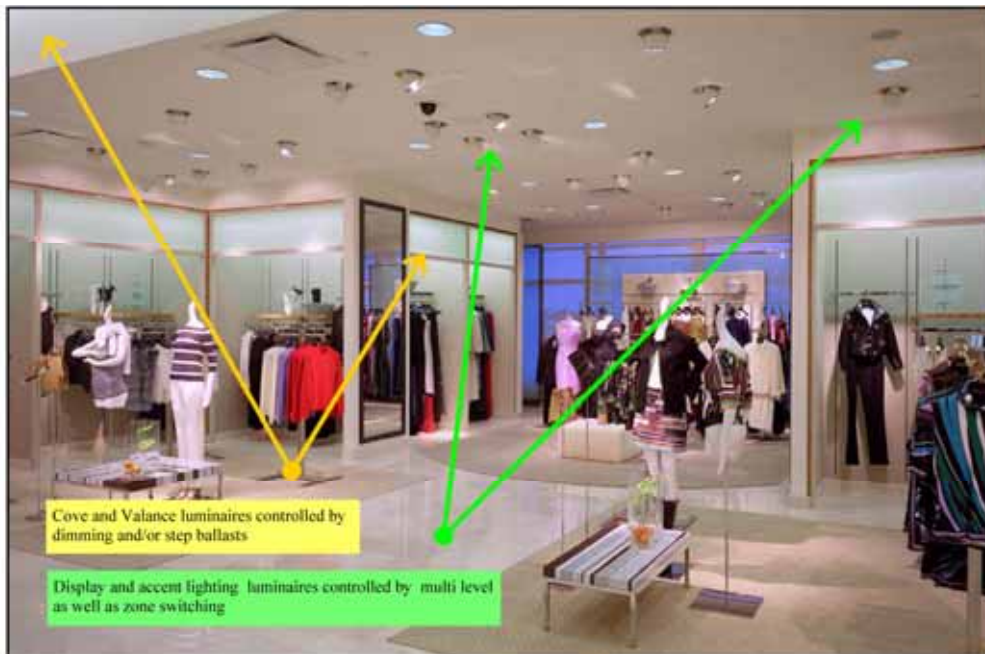 Cove and Valance luminaires controlled by
dimming and/or step ballasts
Display and accent lighting luminaires controlled by multi level
as well as zone switching